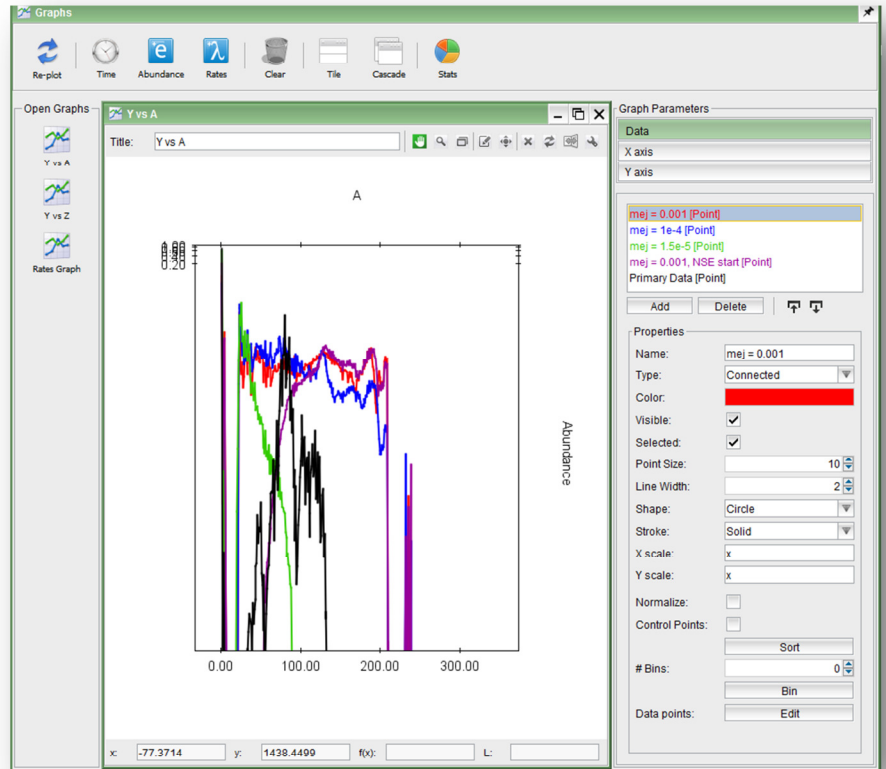 Graphs
Re-plot Time Abundance Rates Clear Tile Cascade Stats
Open Graphs
Y vs A
Y vs Z
Rates Graph
Y vs A
Title: Y vs A
A
1.00
0.20
Abundance
0.00 100.00 200.00 300.00
x: -77.3714 y: 1438.4499 f(x): L:
Graph Parameters
Data
X axis
Y axis
mej = 0.001 [Point]
mej = 1e-4 [Point]
mej = 1.5e-5 [Point]
mej = 0.001, NSE start [Point]
Primary Data [Point]
Add Delete
Properties
Name: mej = 0.001
Type: Connected
Color:
Visible:
Selected:
Point Size: 10
Line Width: 2
Shape: Circle
Stroke: Solid
X scale: x
Y scale: x
Normalize:
Control Points:
Sort
# Bins: 0
Bin
Data points: Edit